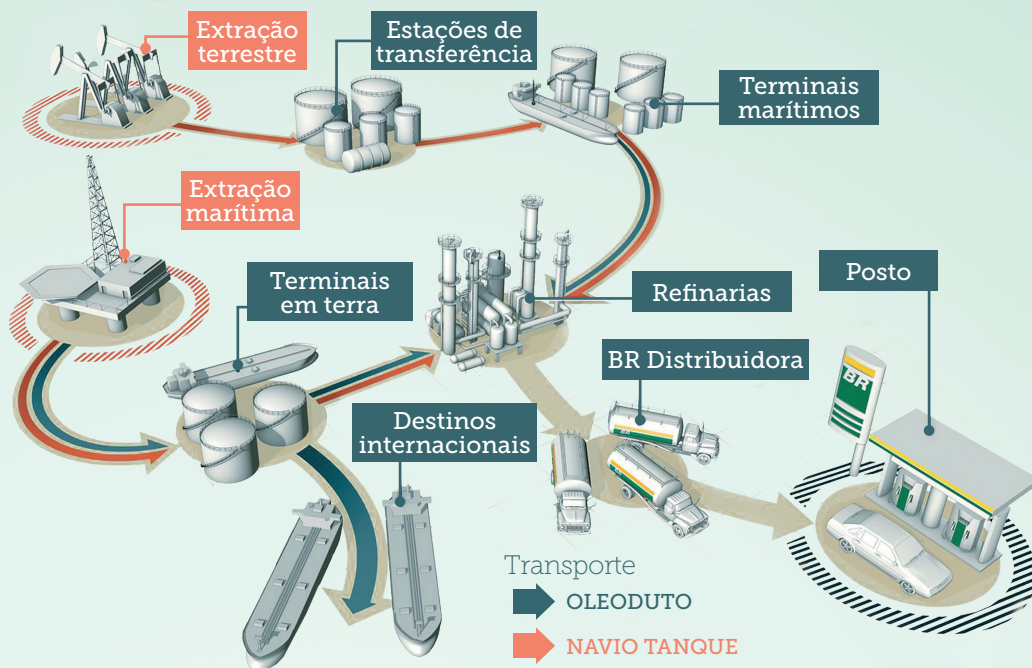 Extração
terrestre
Estações de
transferência
Terminais
marítimos
Extração
marítima
Terminais
em terra
Refinarias
Posto
BR Distribuidora
Destinos
internacionais
BR
BR
Transporte
OLEODUTO
NAVIO TANQUE